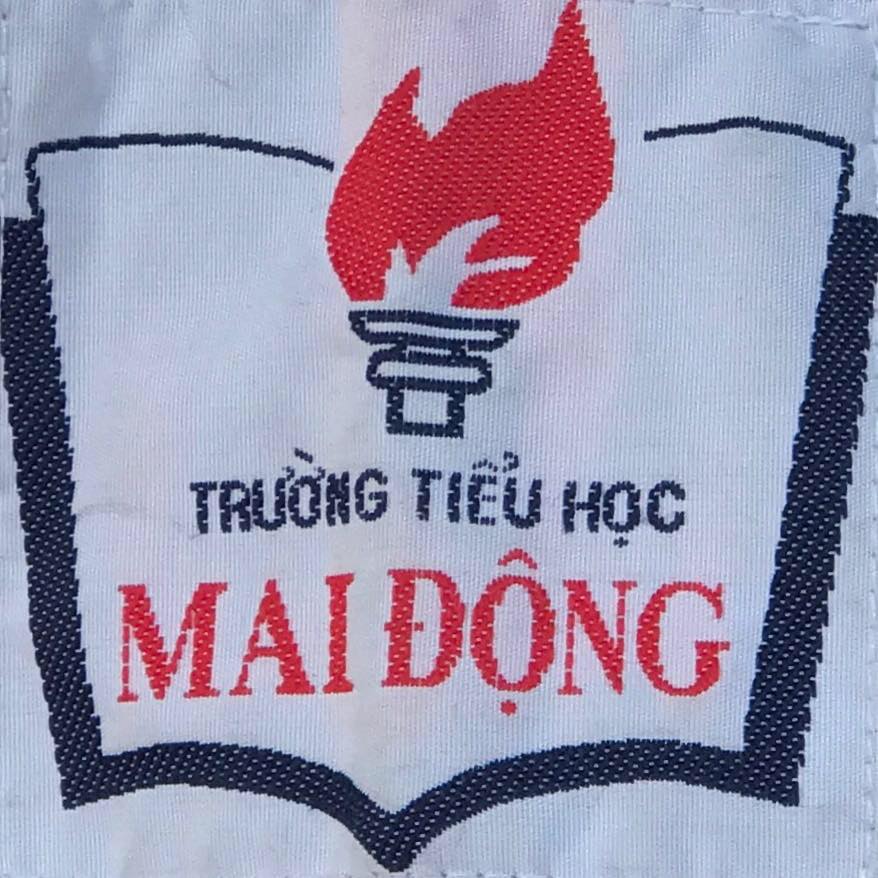 TRƯỜNG TIỂU HỌC
MAI ĐỘNG